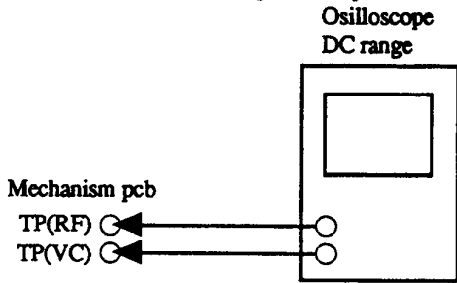 Osilloscope
DC range
Mechanism pcb
TP(RF)
TP(VC)